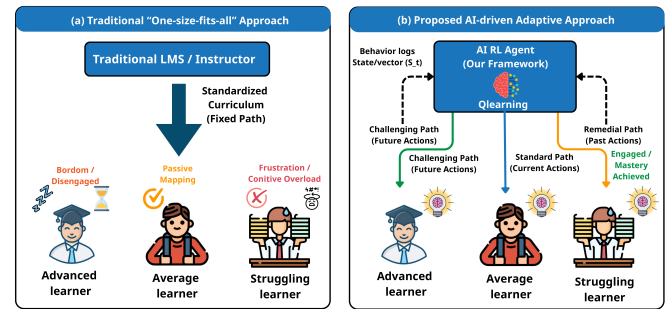 (a) Traditional “One-size-fits-all” Approach
Traditional LMS / Instructor
Standardized
Curriculum
(Fixed Path)
Bordom /
Disengaged
zzz
Passive
Mapping
Frustration /
Conitive Overload
Advanced
learner
Average
learner
Struggling
learner
(b) Proposed AI-driven Adaptive Approach
Behavior logs
State/vector (S_t)
AI RL Agent
(Our Framework)
Qlearning
Challenging Path
(Future Actions)
Remedial Path
(Past Actions)
Challenging Path
(Future Actions)
Standard Path
(Current Actions)
Engaged /
Mastery
Achieved
Advanced
learner
Average
learner
Struggling
learner